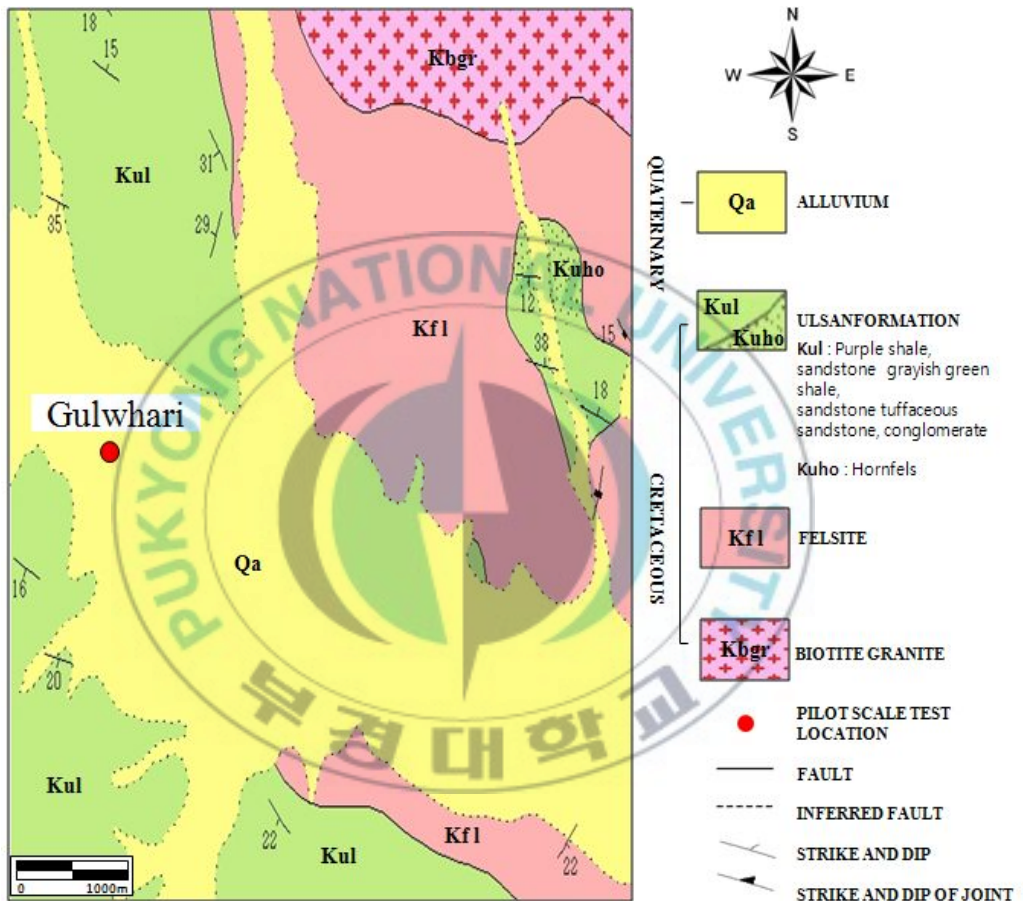 18
15
Kbgr
N
W E
S
Kul
31
35
29
Kuho
12
Kfl
38
15
18
Gulwhari
Qa
16
20
Kul
22
Kul
Kfl
22
0 1000m
PUKYONG NATIONAL UNIVERSITY
부경대학교
QUATERNARY
CRETACEOUS
Qa ALLUVIUM
Kul
Kuho
ULSANFORMATION
Kul : Purple shale,
sandstone grayish green
shale,
sandstone tuffaceous
sandstone, conglomerate
Kuho : Hornfels
Kfl FELSITE
Kbgr BIOTITE GRANITE
PILOT SCALE TEST
LOCATION
FAULT
INFERRED FAULT
STRIKE AND DIP
STRIKE AND DIP OF JOINT